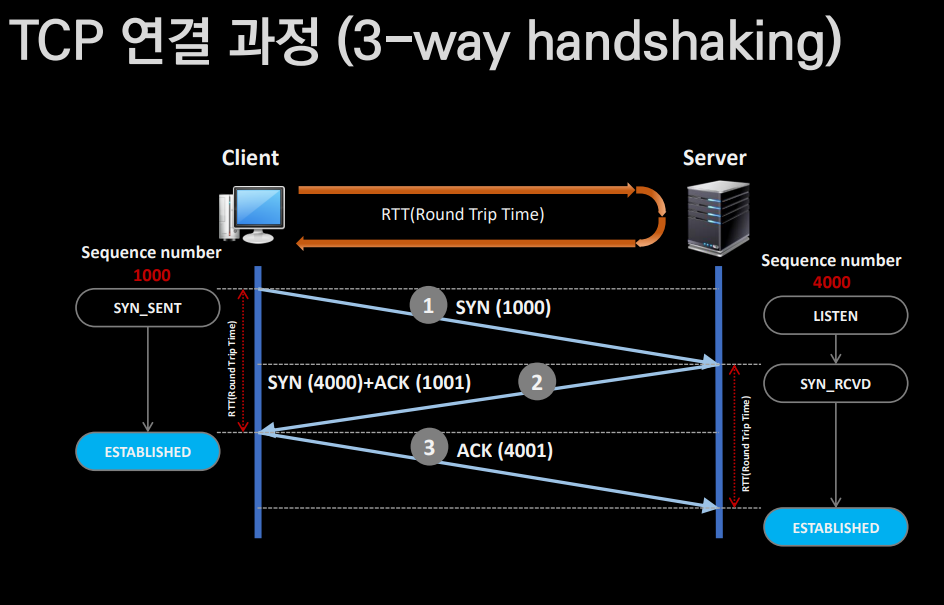 TCP 연결 과정 (3-way handshaking)
Client
Server
RTT(Round Trip Time)
Sequence number
1000
Sequence number
4000
SYN_SENT
LISTEN
1
SYN (1000)
RTT(Round Trip Time)
SYN (4000)+ACK (1001)
2
SYN_RCVD
RTT(Round Trip Time)
ESTABLISHED
3
ACK (4001)
ESTABLISHED